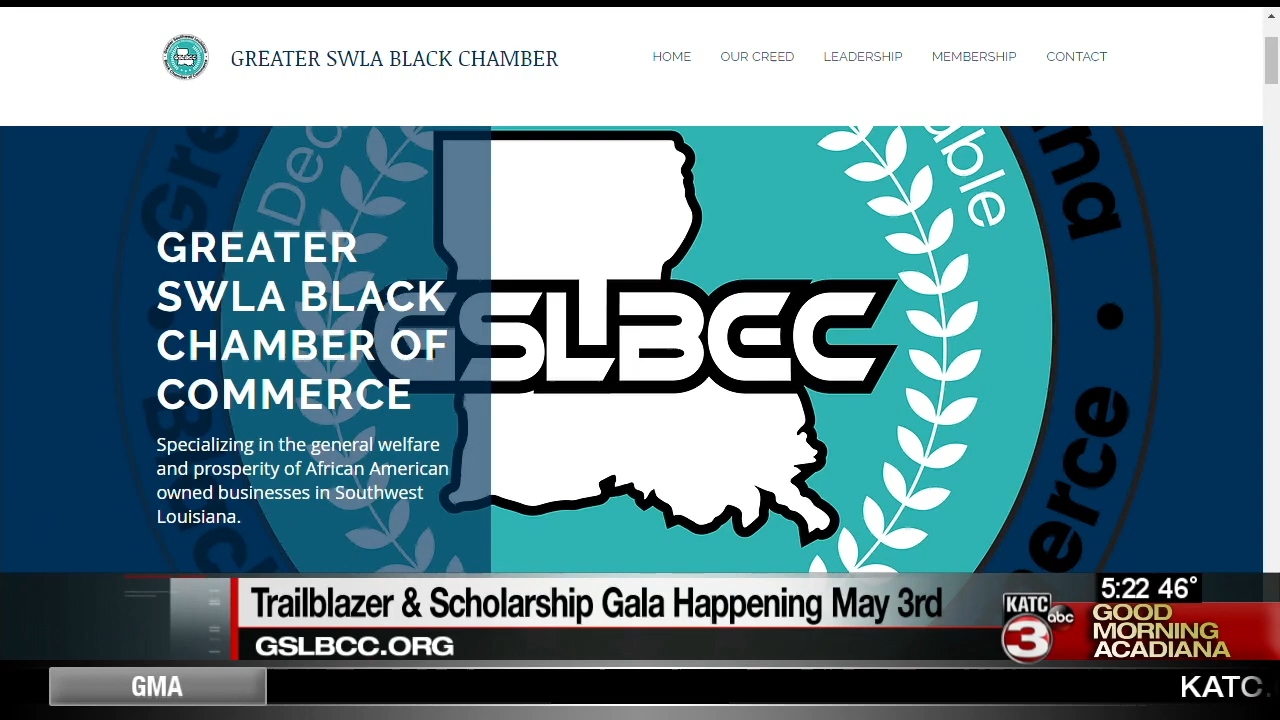 GREATER SWLA BLACK CHAMBER
HOME OUR CREED LEADERSHIP MEMBERSHIP CONTACT
GREATER
SWLA BLACK
CHAMBER OF
COMMERCE
Specializing in the general welfare
and prosperity of African American
owned businesses in Southwest
Louisiana.
GSLBCC
able
and
Trailblazer & Scholarship Gala Happening May 3rd
GSLBCC.ORG
KATC
3
abc
5:22 46°
GOOD
MORNING
ACADIANA
GMA
KATC.